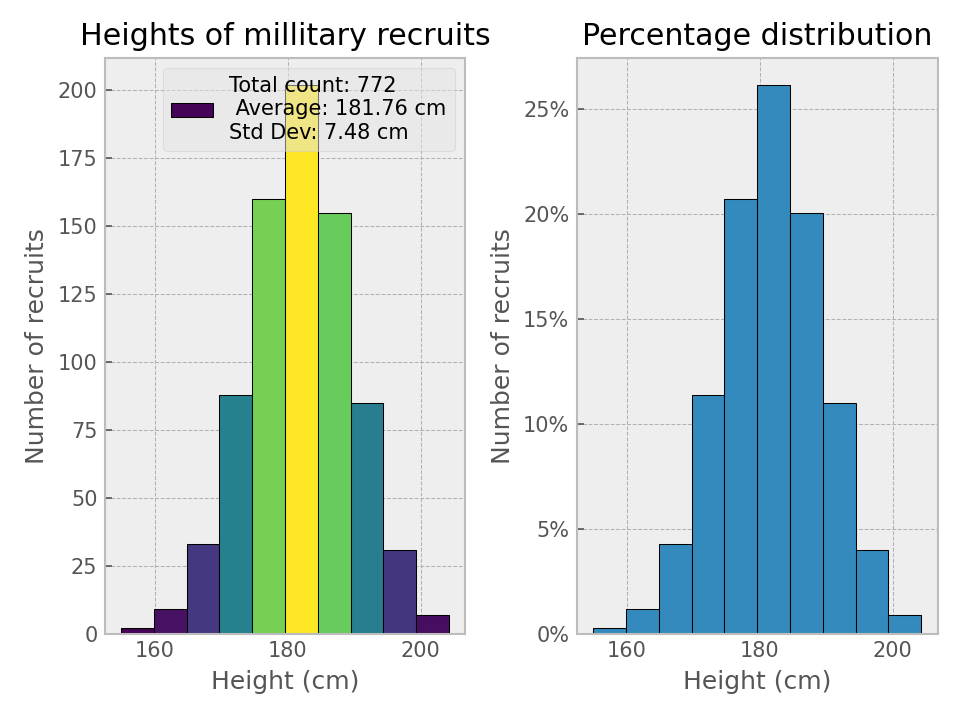 Heights of millitary recruits
Total count: 772
Average: 181.76 cm
Std Dev: 7.48 cm
Number of recruits
200
175
150
125
100
75
50
25
0
160 180 200
Height (cm)
Percentage distribution
Number of recruits
25%
20%
15%
10%
5%
0%
160 180 200
Height (cm)